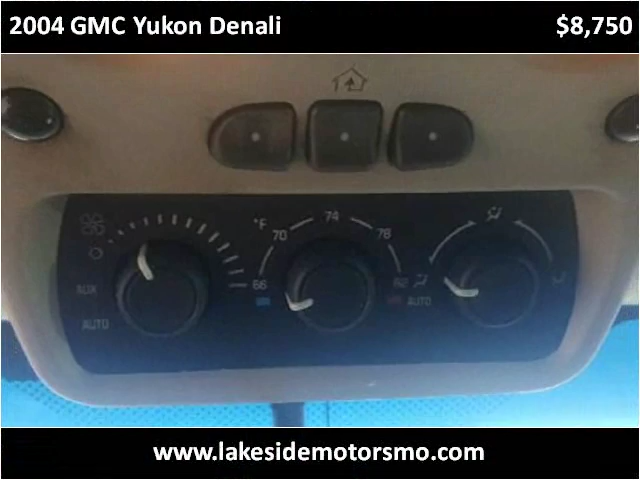 2004 GMC Yukon Denali $8,750
74
°F 70 78
66 82
AUX AUTO
AUTO
www.lakesidemotorsmo.com